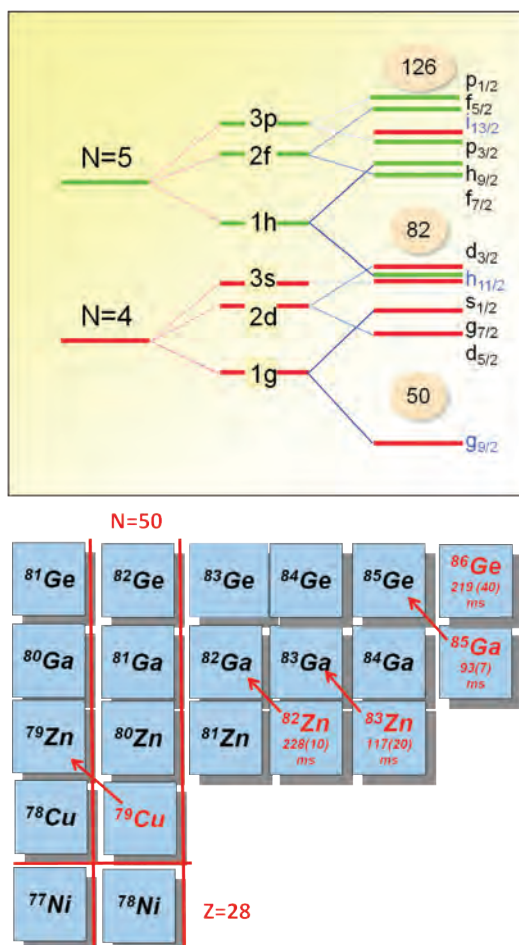 126
p1/2
f5/2
i13/2
p3/2
h9/2
f7/2
3p
N=5
2f
1h
82
d3/2
h11/2
s1/2
g7/2
d5/2
3s
N=4
2d
1g
50
g9/2
N=50
81Ge 82Ge 83Ge 84Ge 85Ge 86Ge
219 (40)
ms
80Ga 81Ga 82Ga 83Ga 84Ga 85Ga
93(7)
ms
79Zn 80Zn 81Zn 82Zn 83Zn
228(10) 117(20)
ms ms
78Cu 79Cu
77Ni 78Ni Z=28